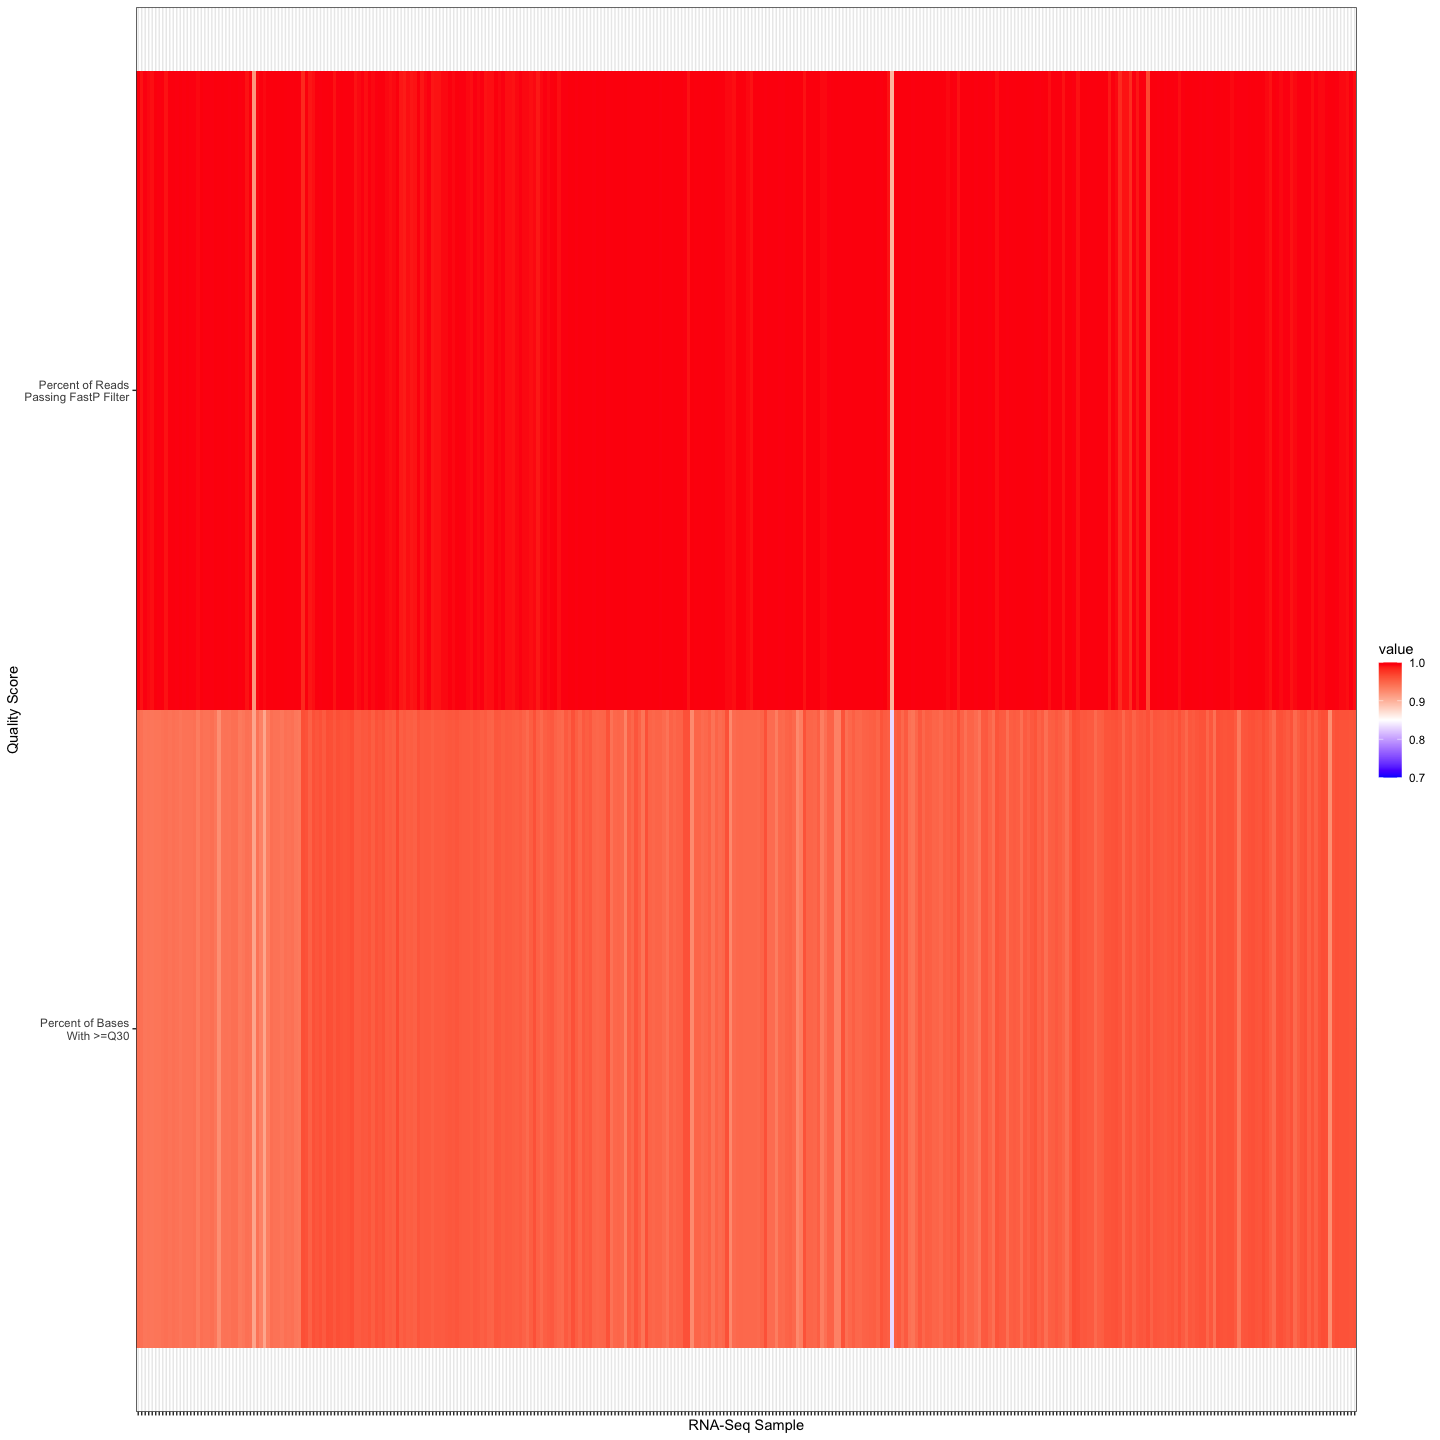 Percent of Reads
Passing FastP Filter
Quality Score
Percent of Bases
With >=Q30
RNA-Seq Sample
value
1.0
0.9
0.8
0.7